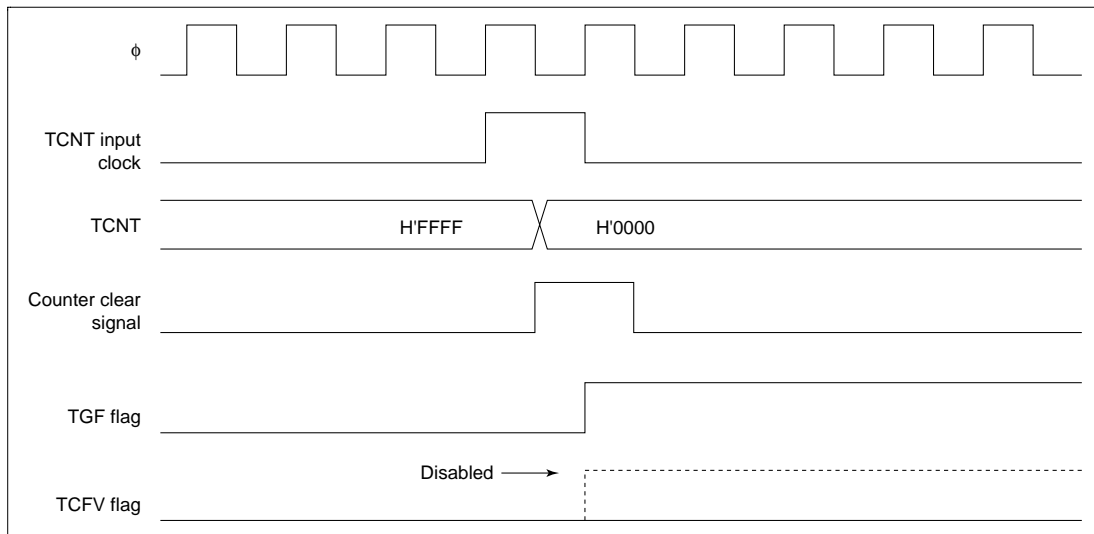 ϕ
TCNT input
clock
TCNT
H'FFFF
H'0000
Counter clear
signal
TGF flag
Disabled
TCFV flag